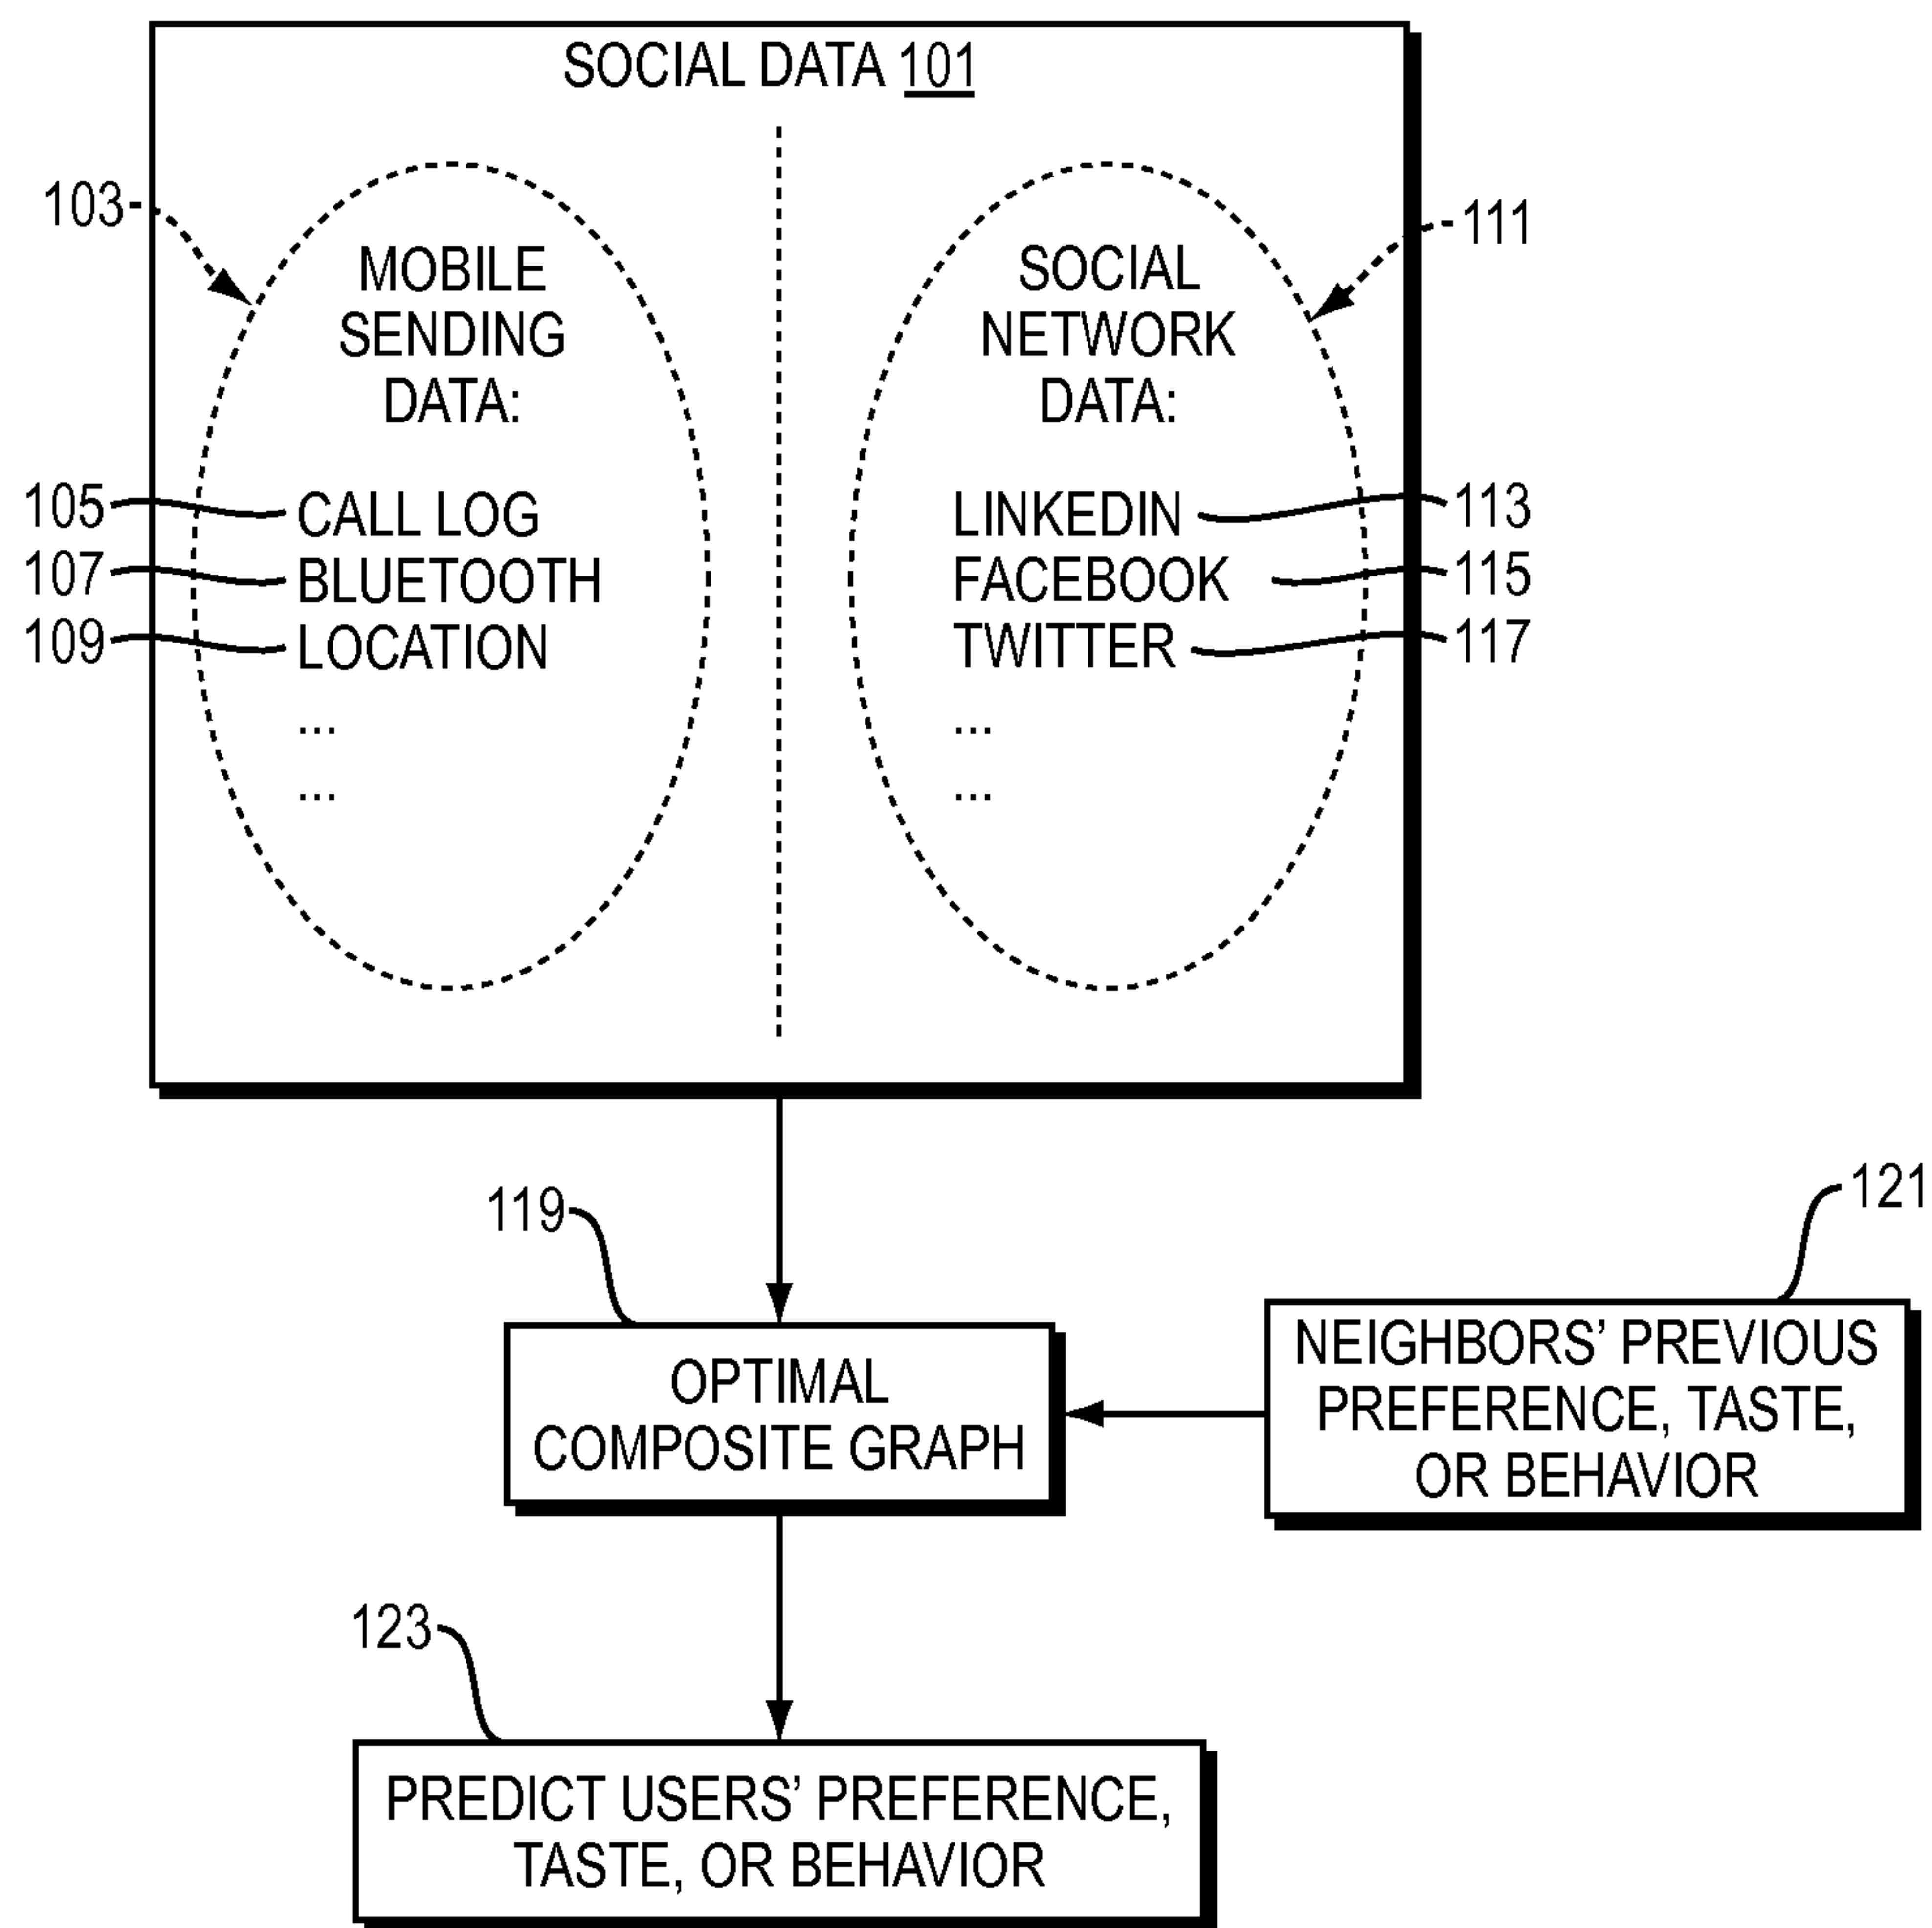 SOCIAL DATA 101
103
111
MOBILE
SENDING
DATA:
SOCIAL
NETWORK
DATA:
105
CALL LOG
107
BLUETOOTH
109
LOCATION
...
...
LINKEDIN
113
FACEBOOK
115
TWITTER
117
...
...
119
121
OPTIMAL
COMPOSITE GRAPH
NEIGHBORS’ PREVIOUS
PREFERENCE, TASTE,
OR BEHAVIOR
123
PREDICT USERS’ PREFERENCE,
TASTE, OR BEHAVIOR